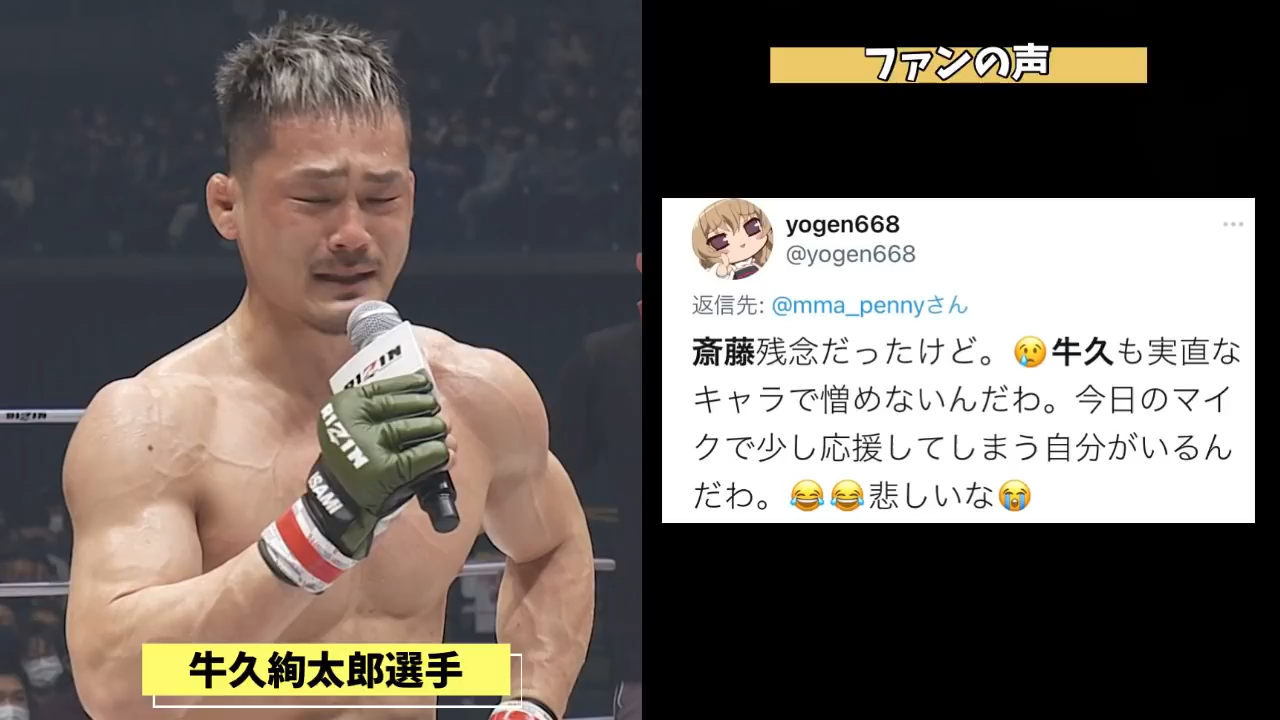 ファンの声
yogen668
@yogen668
返信先: @mma_pennyさん
斎藤残念だったけど。😢牛久も実直な
キャラで憎めないんだわ。今日のマイ
クで少し応援してしまう自分がいるん
だわ。😂😂悲しいな😭
RIZIN
RIZIN
RIZIN
ISAMI
牛久絢太郎選手